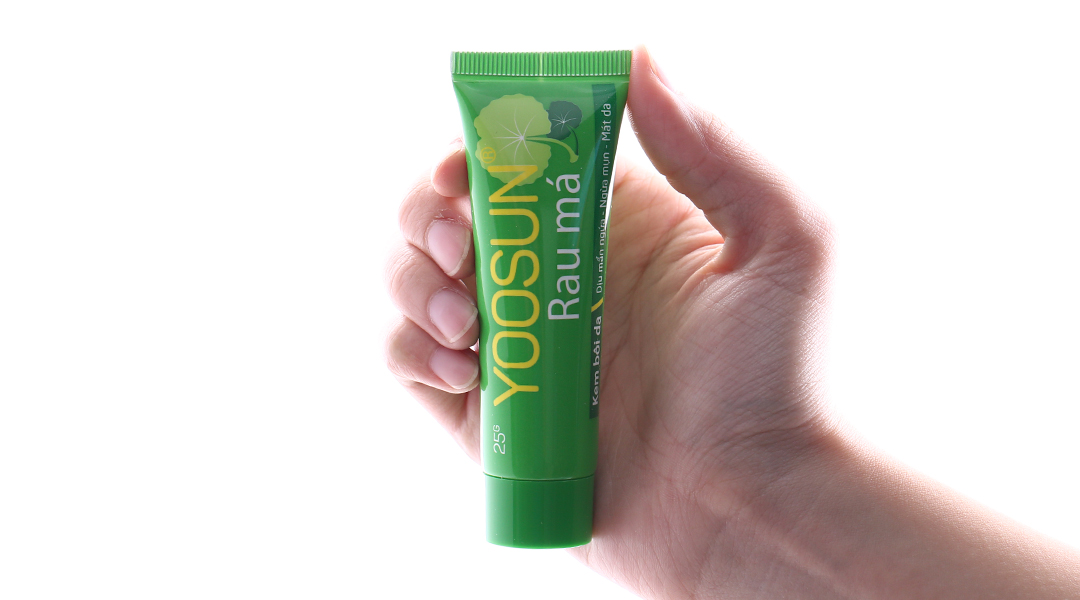 YOOSUN®
Rau má
Kem bôi da Dịu mẩn ngứa - Ngừa mụn - Mát da
25G